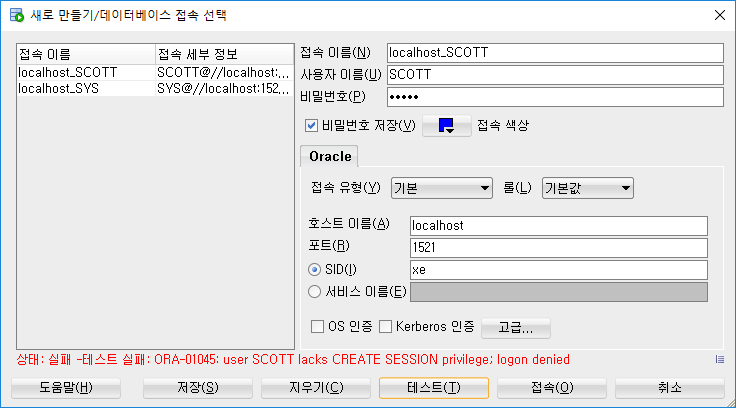 새로 만들기/데이터베이스 접속 선택
접속 이름 접속 세부 정보
localhost_SCOTT SCOTT@//localhost:,,,
localhost_SYS SYS@//localhost:152,,,
접속 이름(N) localhost_SCOTT
사용자 이름(U) SCOTT
비밀번호(P) •••••
비밀번호 저장(V) 접속 색상
Oracle
접속 유형(Y) 기본 롤(L) 기본값
호스트 이름(A) localhost
포트(R) 1521
SID(I) xe
서비스 이름(E)
OS 인증 Kerberos 인증 고급,,,
상태: 실패 -테스트 실패: ORA-01045: user SCOTT lacks CREATE SESSION privilege; logon denied
도움말(H) 저장(S) 지우기(C) 테스트(T) 접속(O) 취소